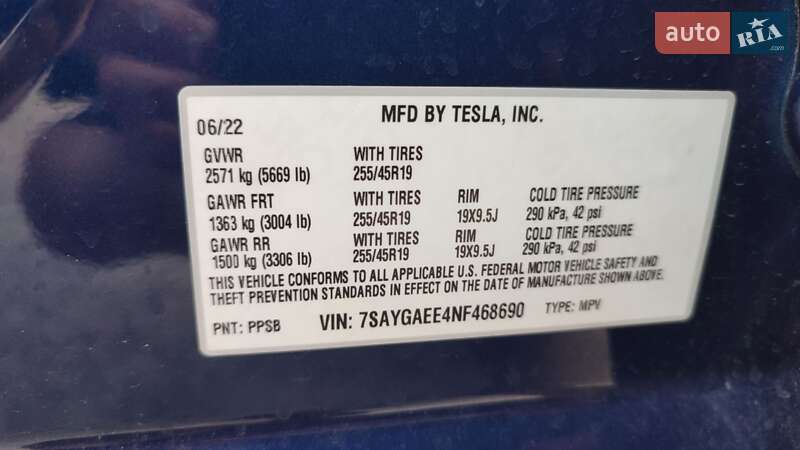 auto RIA.com
MFD BY TESLA, INC.
06/22
GVWR WITH TIRES
2571 kg (5669 lb) 255/45R19
GAWR FRT WITH TIRES RIM COLD TIRE PRESSURE
1363 kg (3004 lb) 255/45R19 19X9.5J 290 kPa, 42 psi
GAWR RR WITH TIRES RIM COLD TIRE PRESSURE
1500 kg (3306 lb) 255/45R19 19X9.5J 290 kPa, 42 psi
THIS VEHICLE CONFORMS TO ALL APPLICABLE U.S. FEDERAL MOTOR VEHICLE SAFETY AND
THEFT PREVENTION STANDARDS IN EFFECT ON THE DATE OF MANUFACTURE SHOWN ABOVE.
PNT: PPSB VIN: 7SAYGAEE4NF468690 TYPE: MPV